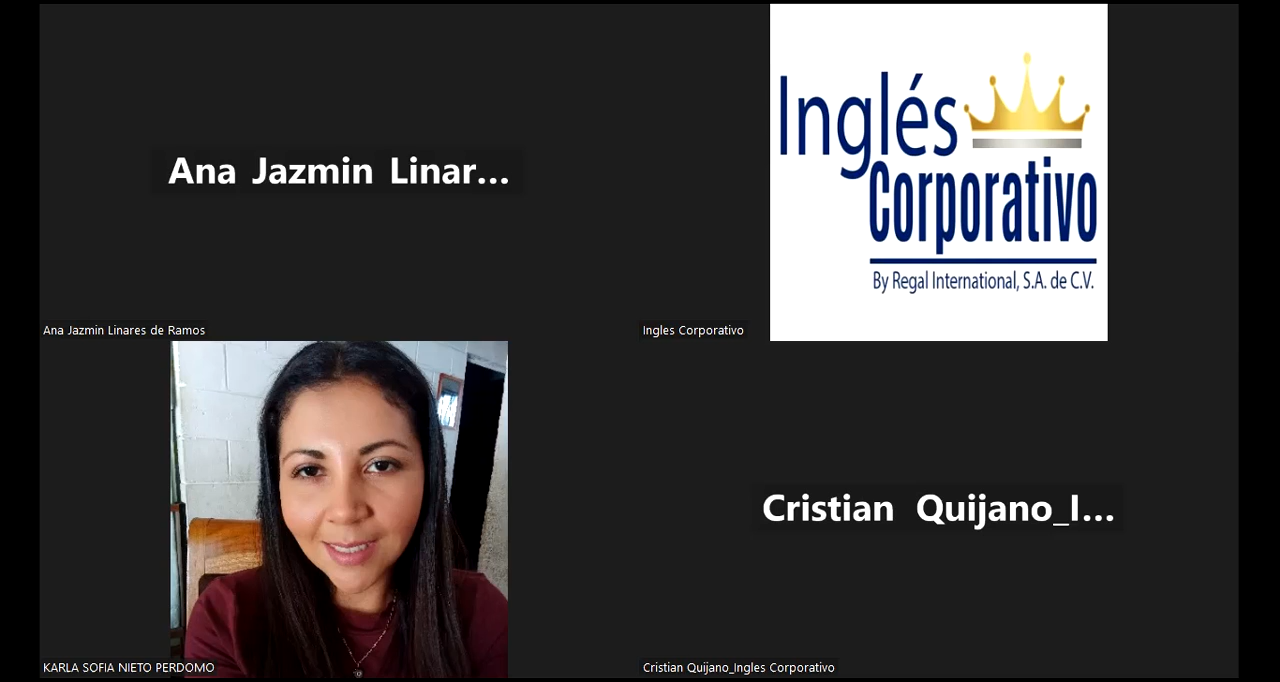 Ana Jazmin Linar...
Inglés
Corporativo
By Regal International, S.A. de C.V.
Ana Jazmin Linares de Ramos
Ingles Corporativo
Cristian Quijano_I...
KARLA SOFIA NIETO PERDOMO
Cristian Quijano_Ingles Corporativo